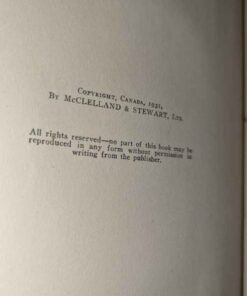 Copyright, Canada, 1931,
By McCLELLAND & STEWART, Ltd.
All rights reserved—no part of this book may be
reproduced in any form without permission in
writing from the publisher.